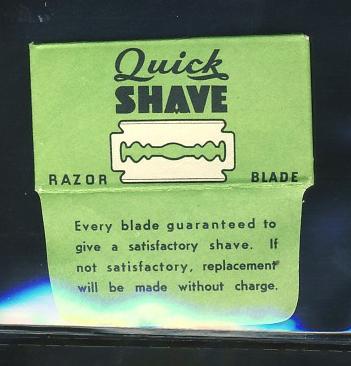 Quick
SHAVE
RAZOR BLADE
Every blade guaranteed to
give a satisfactory shave. If
not satisfactory, replacement
will be made without charge.